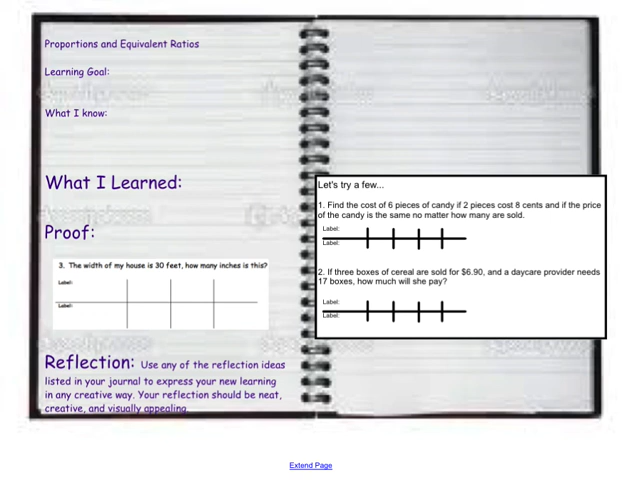 Proportions and Equivalent Ratios
Learning Goal:
What I know:
What I Learned:
Proof:
3. The width of my house is 30 feet, how many inches is this?
Label:
Label:
Reflection: Use any of the reflection ideas
listed in your journal to express your new learning
in any creative way. Your reflection should be neat,
creative, and visually appealing.
Let's try a few...
1. Find the cost of 6 pieces of candy if 2 pieces cost 8 cents and if the price
of the candy is the same no matter how many are sold.
Label:
Label:
2. If three boxes of cereal are sold for $6.90, and a daycare provider needs
17 boxes, how much will she pay?
Label:
Label:
Extend Page